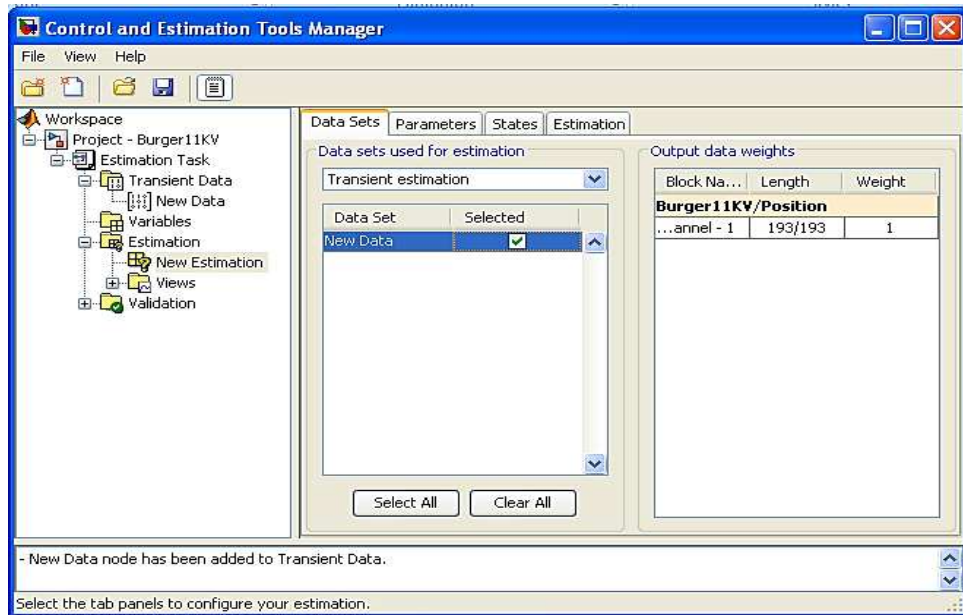 Control and Estimation Tools Manager
File View Help
Workspace
Project - Burger11KV
Estimation Task
Transient Data
New Data
Variables
Estimation
New Estimation
Views
Validation
Data Sets Parameters States Estimation
Data sets used for estimation
Transient estimation
Data Set Selected
New Data
Select All Clear All
Output data weights
Block Na... Length Weight
Burger11KV/Position
...annel - 1 193/193 1
- New Data node has been added to Transient Data.
Select the tab panels to configure your estimation.